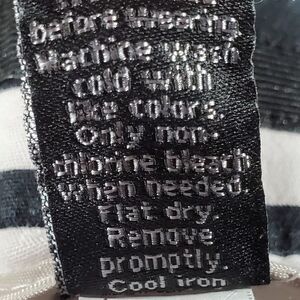 before wearing.
Machine wash
cold with
like colors.
Only non-
chlorine bleach
when needed.
Flat dry.
Remove
promptly.
Cool iron